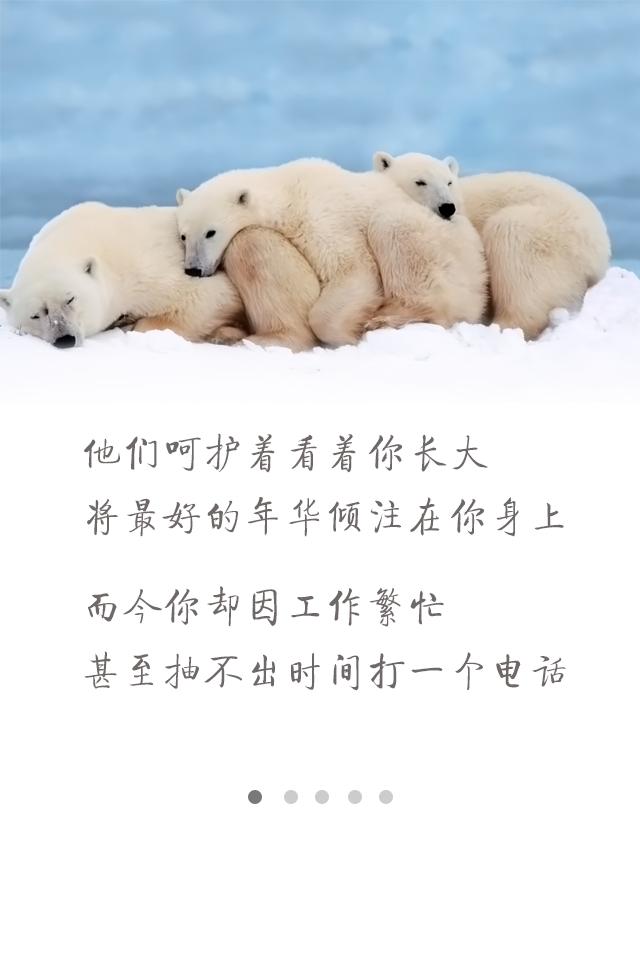 他们呵护着看着你长大
将最好的年华倾注在你身上
而今你却因工作繁忙
甚至抽不出时间打一个电话